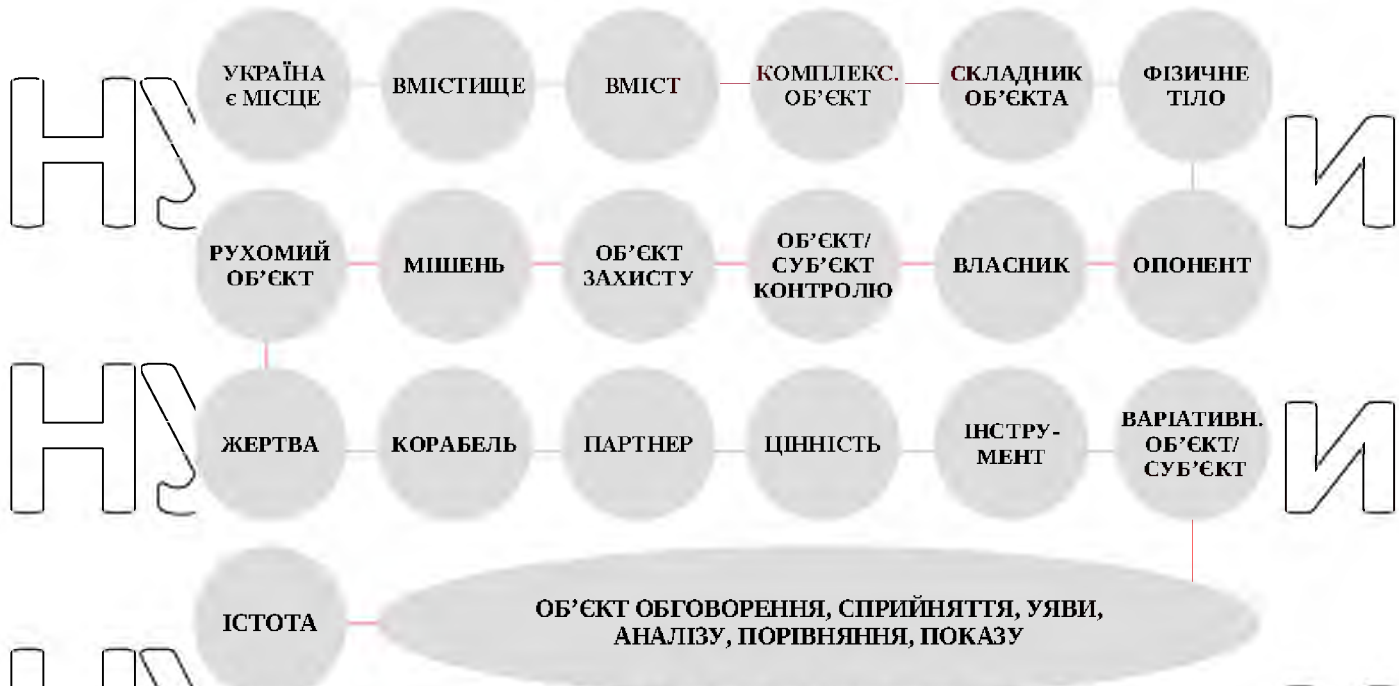 УКРАЇНА
є МІСЦЕ
ВМІСТИЩЕ
ВМІСТ
КОМПЛЕКС.
ОБ’ЄКТ
СКЛАДНИК
ОБ’ЄКТА
ФІЗИЧНЕ
ТІЛО
РУХОМИЙ
ОБ’ЄКТ
МІШЕНЬ
ОБ’ЄКТ
ЗАХИСТУ
ОБ’ЄКТ/
СУБ’ЄКТ
КОНТРОЛЮ
ВЛАСНИК
ОПОНЕНТ
ЖЕРТВА
КОРАБЕЛЬ
ПАРТНЕР
ЦІННІСТЬ
ІНСТРУ-
МЕНТ
ВАРІАТИВН.
ОБ’ЄКТ/
СУБ’ЄКТ
ІСТОТА
ОБ’ЄКТ ОБГОВОРЕННЯ, СПРИЙНЯТТЯ, УЯВИ,
АНАЛІЗУ, ПОРІВНЯННЯ, ПОКАЗУ